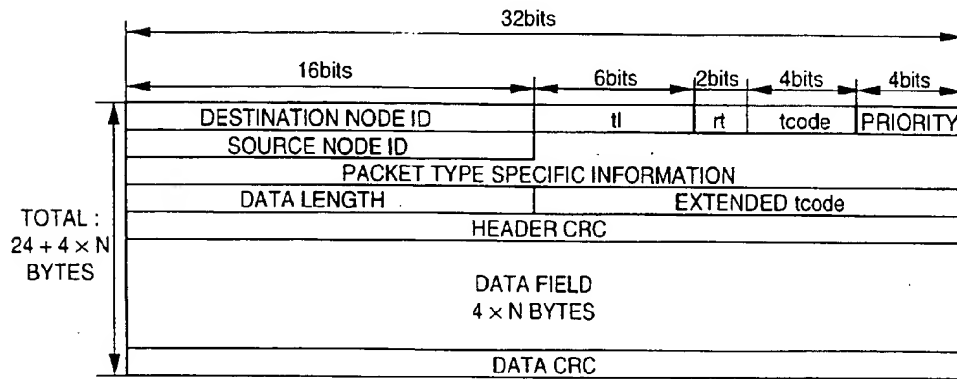 32bits
16bits 6bits 2bits 4bits 4bits
DESTINATION NODE ID tl rt tcode PRIORITY
SOURCE NODE ID
PACKET TYPE SPECIFIC INFORMATION
DATA LENGTH EXTENDED tcode
HEADER CRC
TOTAL :
24 + 4 × N
BYTES
DATA FIELD
4 × N BYTES
DATA CRC